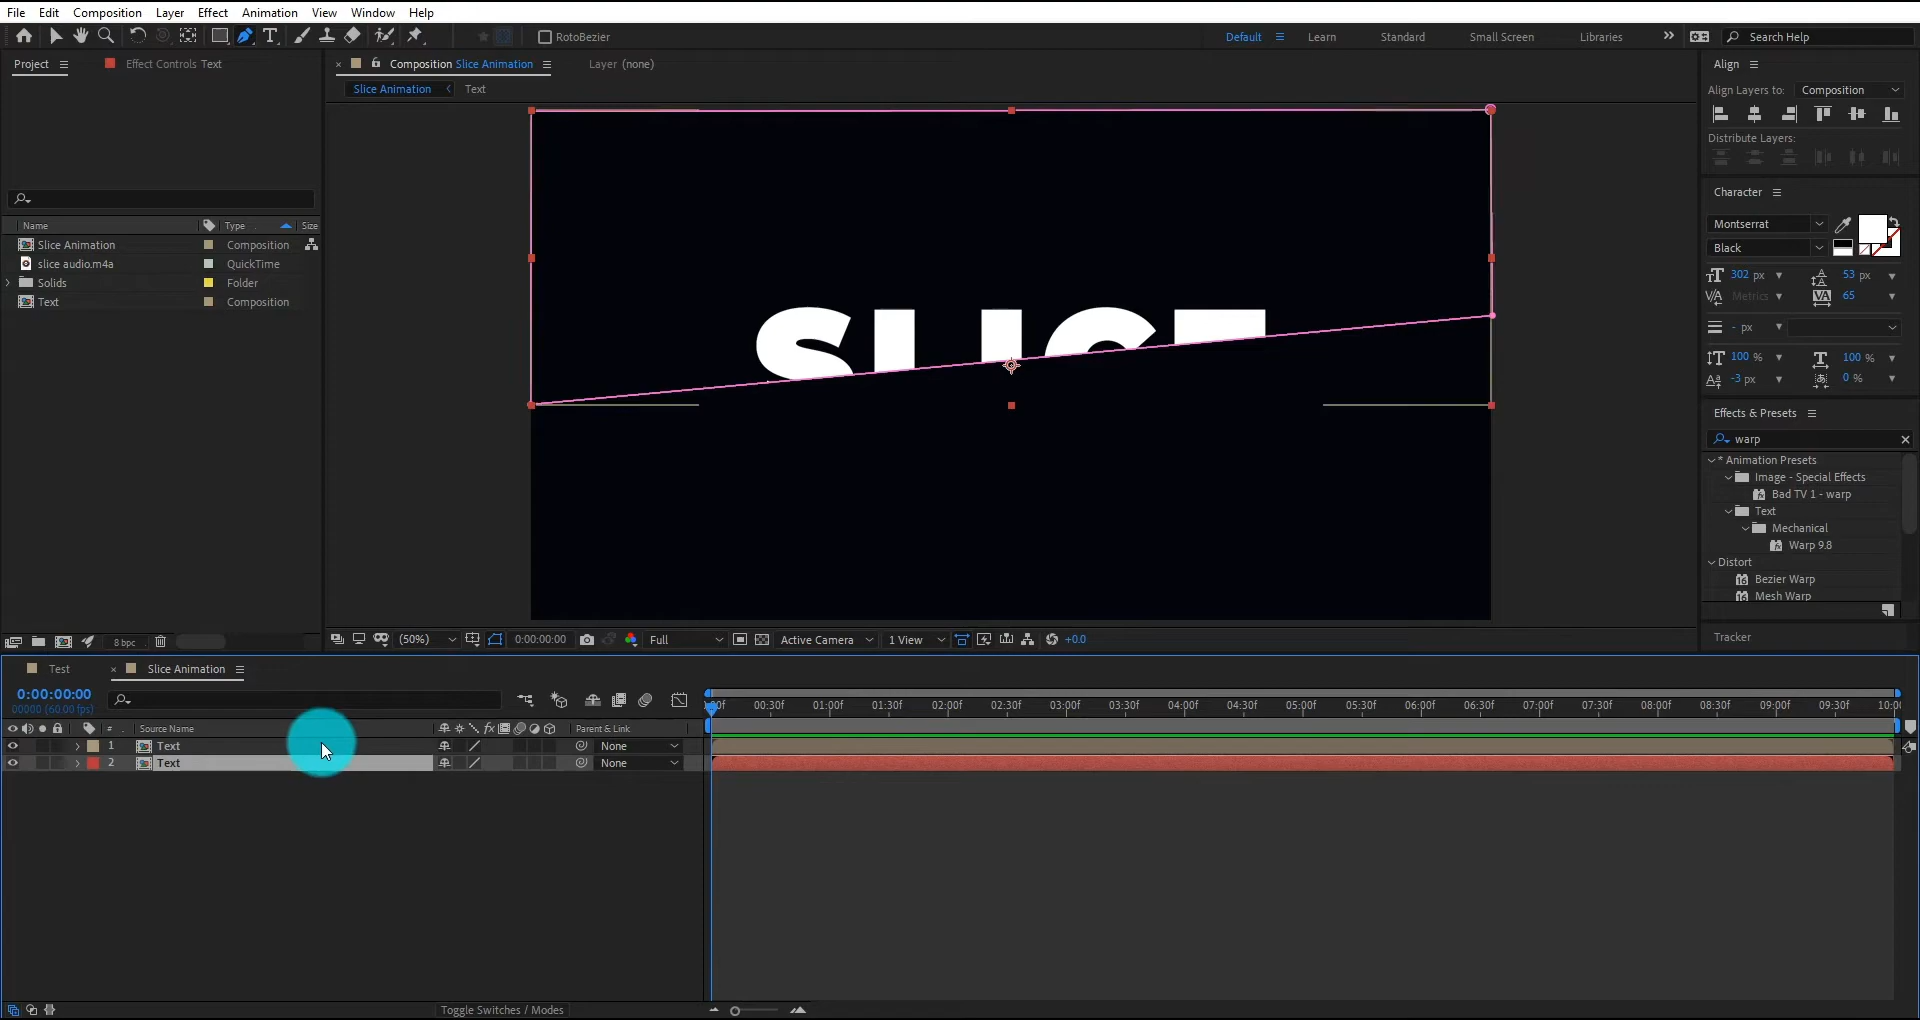 File Edit Composition Layer Effect Animation View Window Help
RotoBezier
Default Learn Standard Small Screen Libraries Search Help
Project Effect Controls Text
Composition Slice Animation Layer (none)
Slice Animation Text
Name Type Size
Slice Animation Composition
slice audio.m4a QuickTime
Solids Folder
Text Composition
8 bpc
SLICE
(50%) 0:00:00:00 Full Active Camera 1 View +0.0
Align
Align Layers to: Composition
Distribute Layers:
Character
Montserrat
Black
302 px 53 px
Metrics 65
- px
100 % 100 %
-3 px 0 %
Effects & Presets
warp
* Animation Presets
Image - Special Effects
Bad TV 1 - warp
Text
Mechanical
Warp 9.8
Distort
Bezier Warp
Mesh Warp
Tracker
Test Slice Animation
0:00:00:00
00000 (60.00 fps)
# Source Name Parent & Link
1 Text None
2 Text None
00:30f 01:00f 01:30f 02:00f 02:30f 03:00f 03:30f 04:00f 04:30f 05:00f 05:30f 06:00f 06:30f 07:00f 07:30f 08:00f 08:30f 09:00f 09:30f 10:00
Toggle Switches / Modes